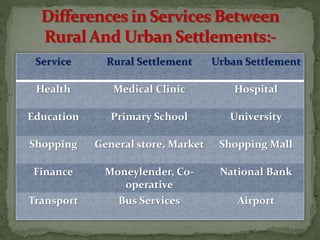 Differences in Services Between
Rural And Urban Settlements:-
Service Rural Settlement Urban Settlement
Health Medical Clinic Hospital
Education Primary School University
Shopping General store, Market Shopping Mall
Finance Moneylender, Co-
operative National Bank
Transport Bus Services Airport